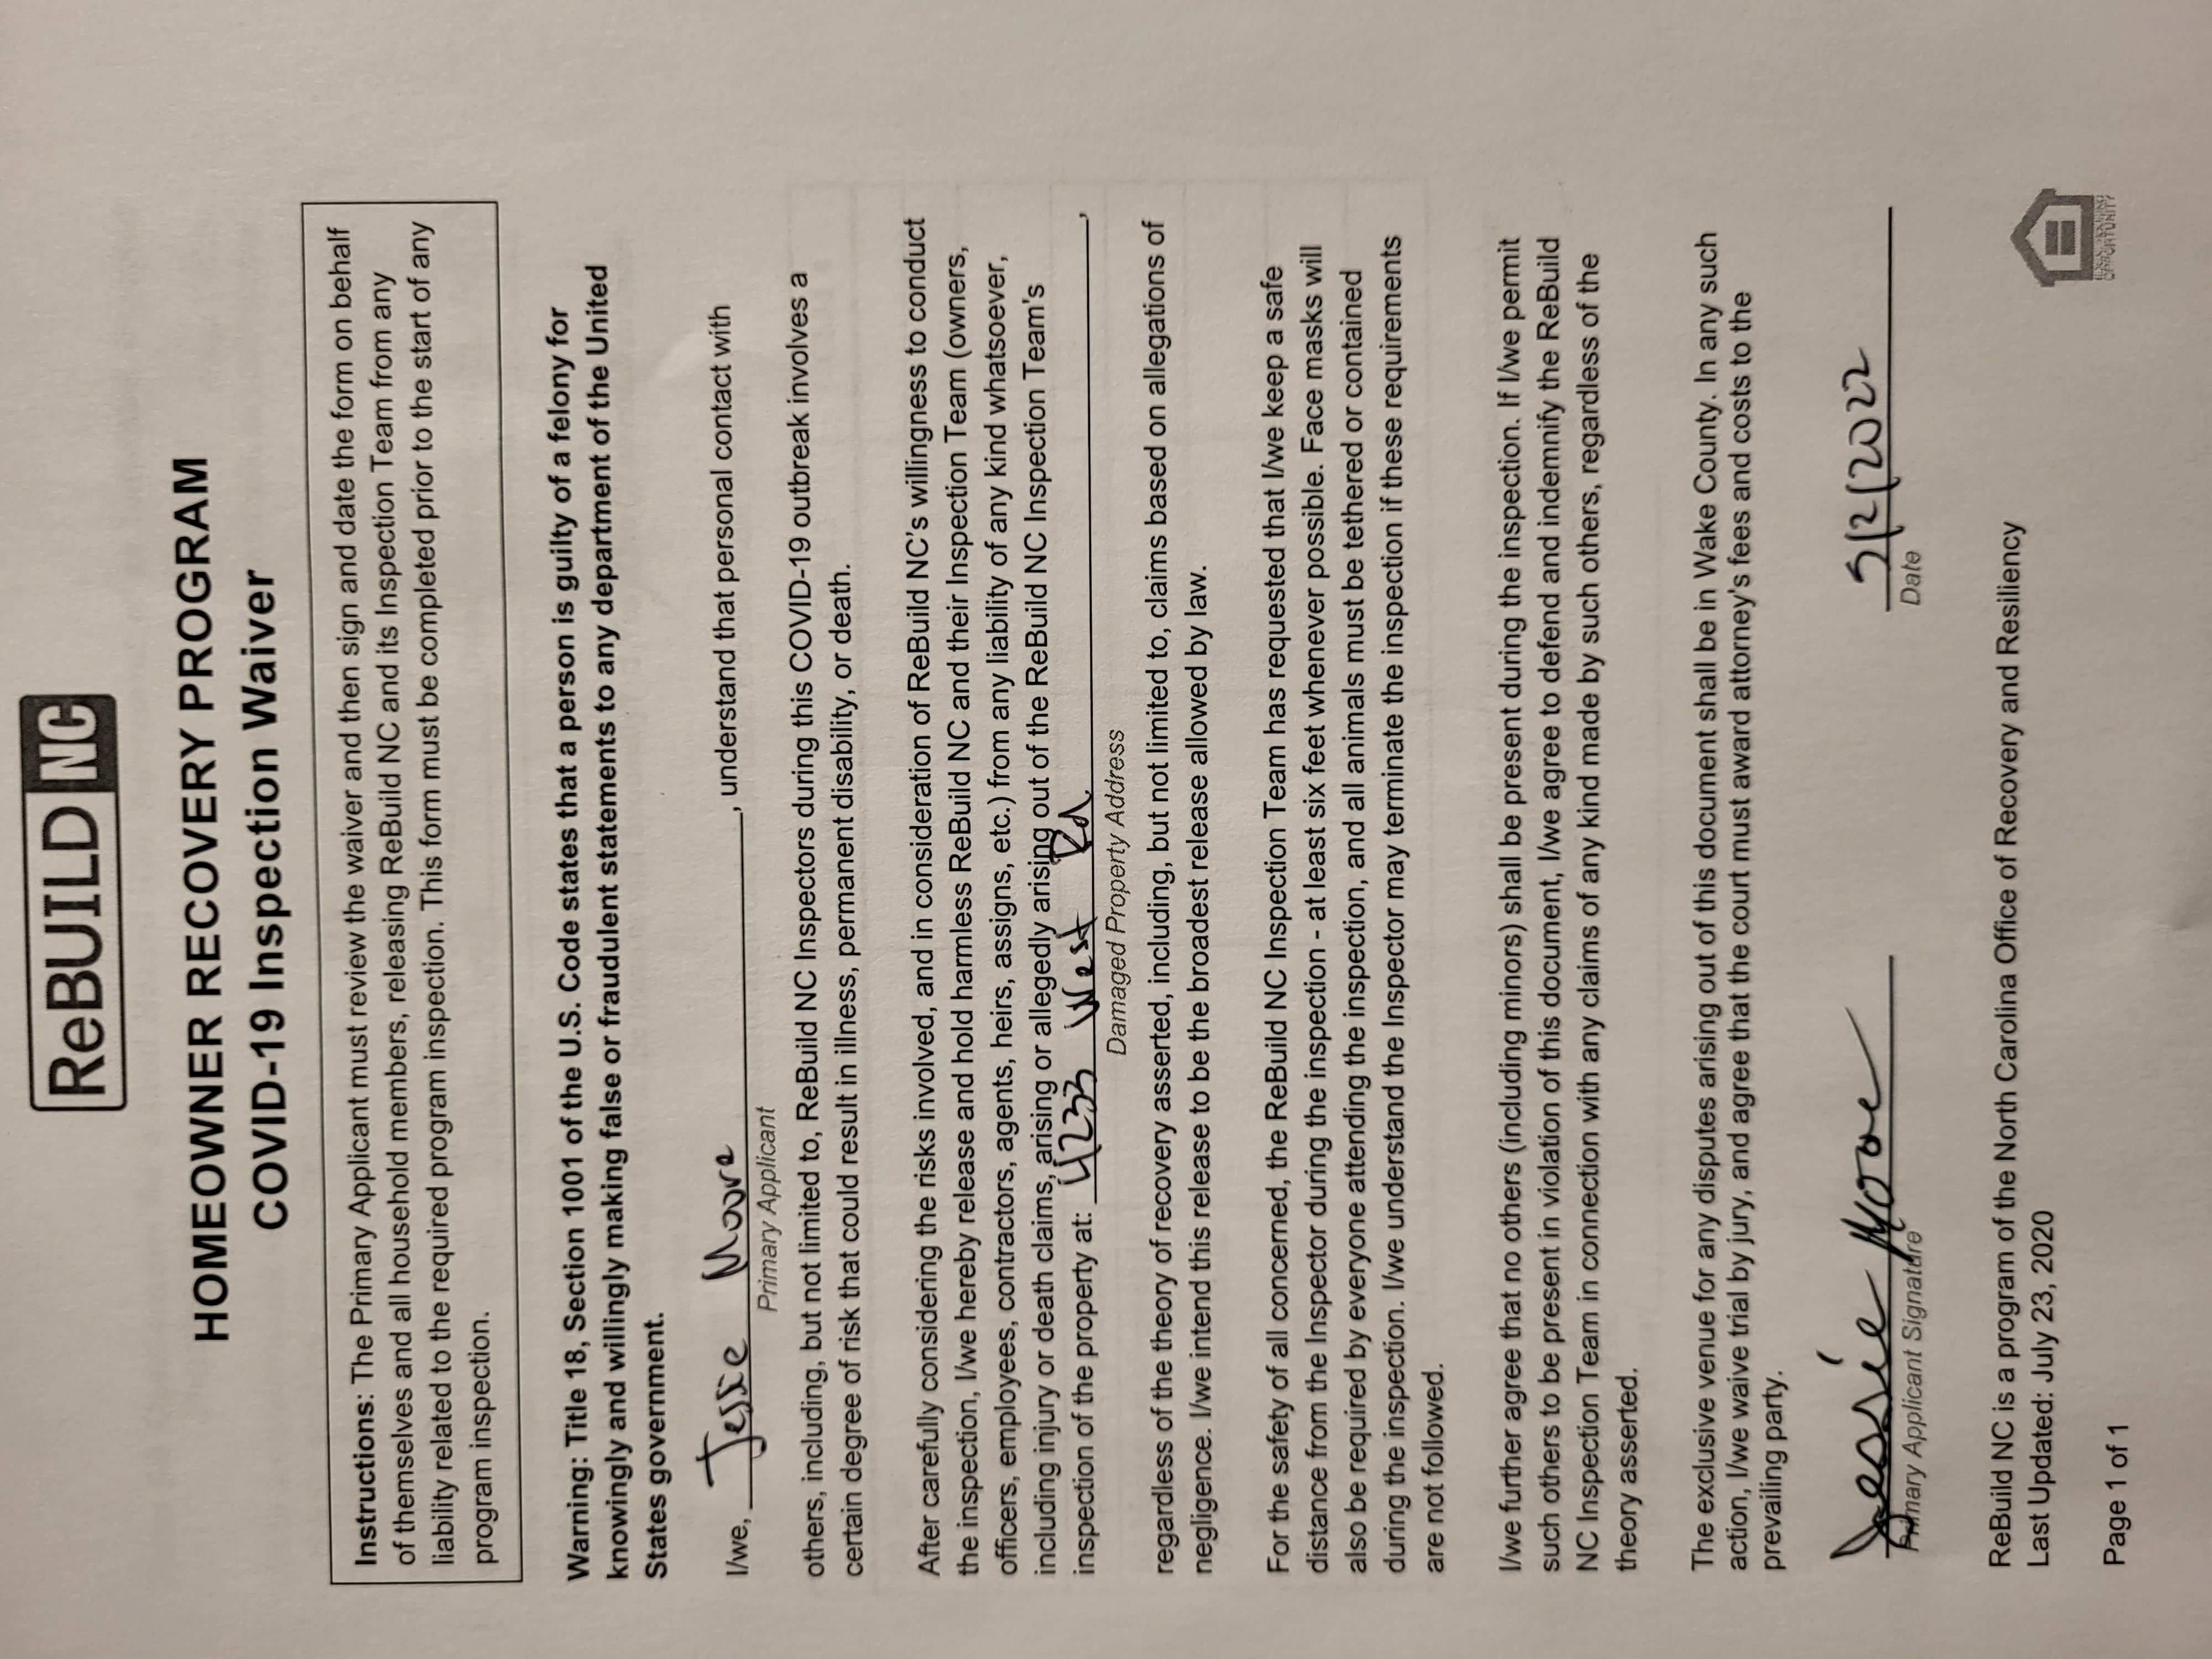 ReBUILD NC
HOMEOWNER RECOVERY PROGRAM
COVID-19 Inspection Waiver
Instructions: The Primary Applicant must review the waiver and then sign and date the form on behalf
of themselves and all household members, releasing ReBuild NC and its Inspection Team from any
liability related to the required program inspection. This form must be completed prior to the start of any
program inspection.
Warning: Title 18, Section 1001 of the U.S. Code states that a person is guilty of a felony for
knowingly and willingly making false or fraudulent statements to any department of the United
States government.
I/we, Jessie Moore, understand that personal contact with
Primary Applicant
others, including, but not limited to, ReBuild NC Inspectors during this COVID-19 outbreak involves a
certain degree of risk that could result in illness, permanent disability, or death.
After carefully considering the risks involved, and in consideration of ReBuild NC's willingness to conduct
the inspection, I/we hereby release and hold harmless ReBuild NC and their Inspection Team (owners,
officers, employees, contractors, agents, heirs, assigns, etc.) from any liability of any kind whatsoever,
including injury or death claims, arising or allegedly arising out of the ReBuild NC Inspection Team's
inspection of the property at: 4233 West Rd,
Damaged Property Address
regardless of the theory of recovery asserted, including, but not limited to, claims based on allegations of
negligence. I/we intend this release to be the broadest release allowed by law.
For the safety of all concerned, the ReBuild NC Inspection Team has requested that I/we keep a safe
distance from the Inspector during the inspection - at least six feet whenever possible. Face masks will
also be required by everyone attending the inspection, and all animals must be tethered or contained
during the inspection. I/we understand the Inspector may terminate the inspection if these requirements
are not followed.
I/we further agree that no others (including minors) shall be present during the inspection. If I/we permit
such others to be present in violation of this document, I/we agree to defend and indemnify the ReBuild
NC Inspection Team in connection with any claims of any kind made by such others, regardless of the
theory asserted.
The exclusive venue for any disputes arising out of this document shall be in Wake County. In any such
action, I/we waive trial by jury, and agree that the court must award attorney's fees and costs to the
prevailing party.
Jessie Moore 3/2/2022
Primary Applicant Signature Date
ReBuild NC is a program of the North Carolina Office of Recovery and Resiliency
Last Updated: July 23, 2020
Page 1 of 1
OPPORTUNITY